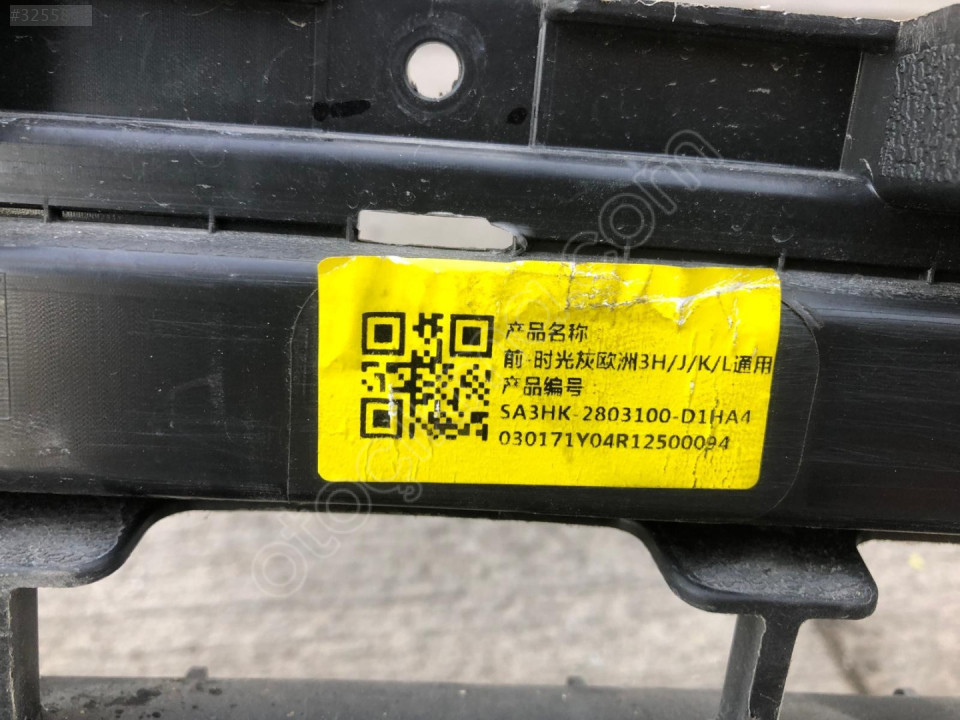 产品名称
前-时光灰欧洲3H/J/K/L通用
产品编号
SA3HK-2803100-D1HA4
030171Y04R12500094